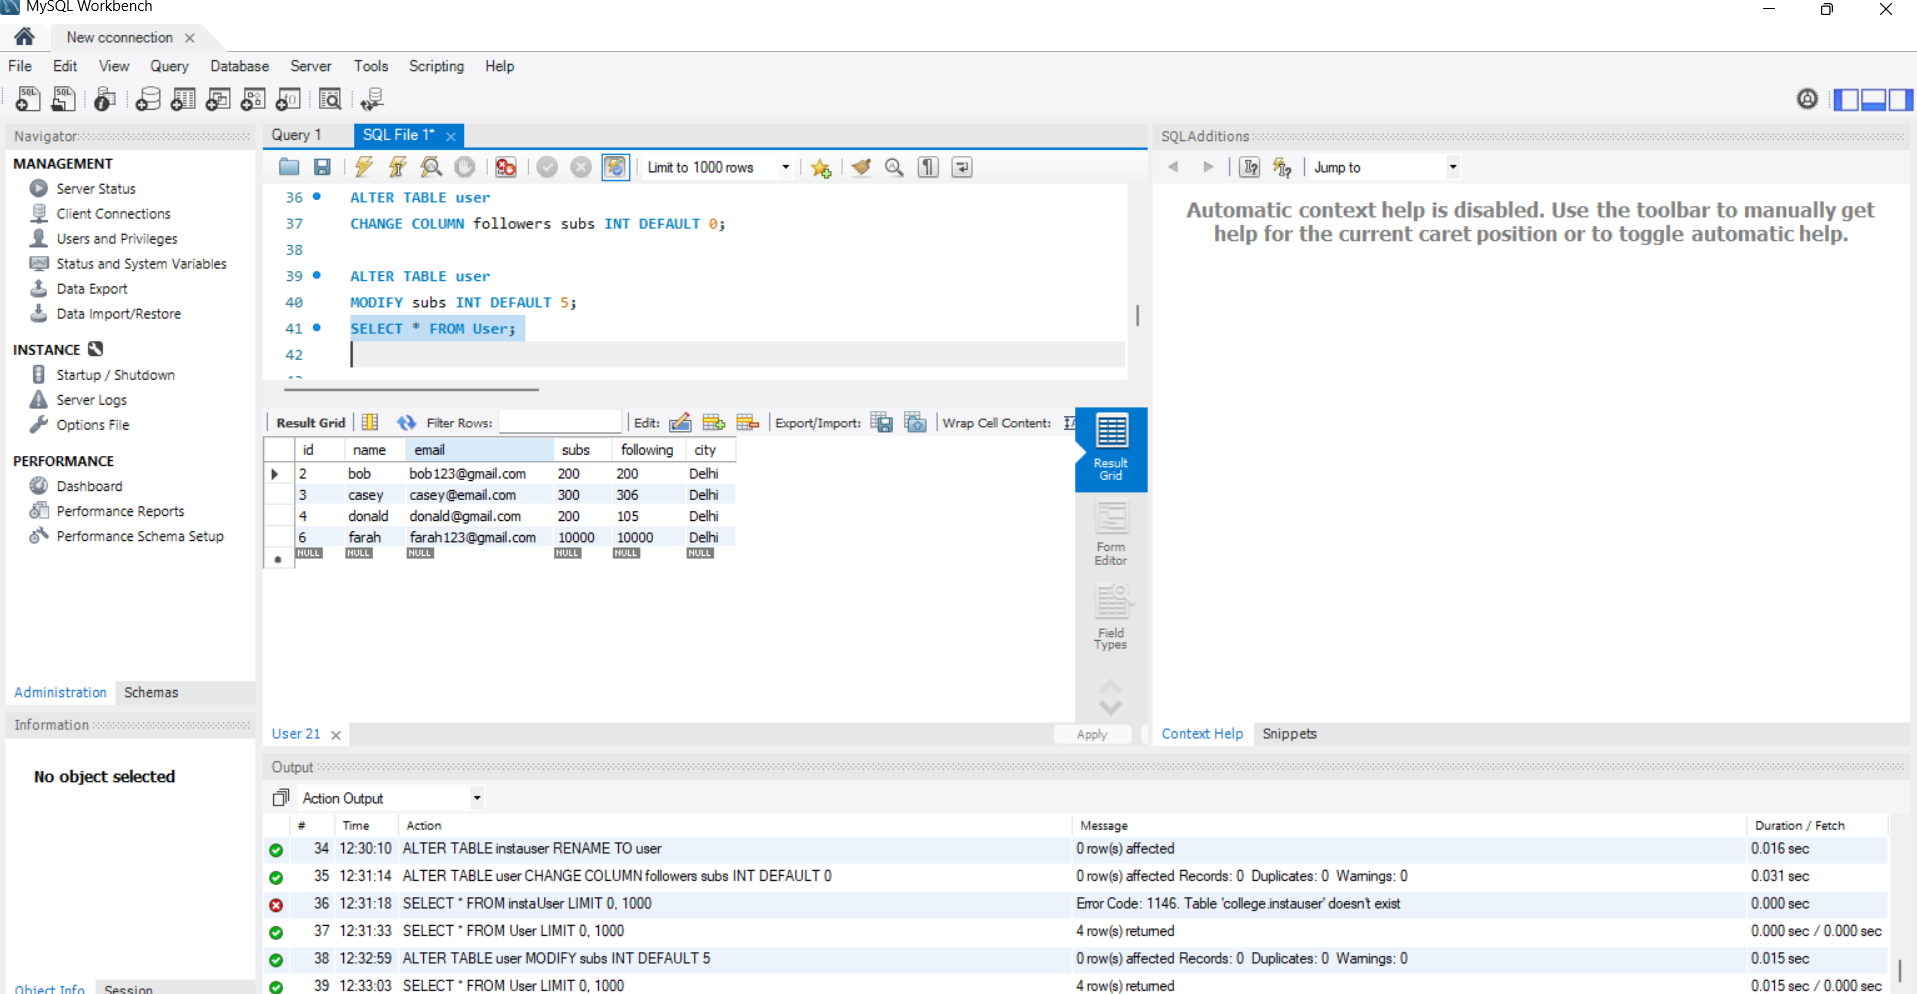 MySQL Workbench
New cconnection
File Edit View Query Database Server Tools Scripting Help
Navigator
MANAGEMENT
Server Status
Client Connections
Users and Privileges
Status and System Variables
Data Export
Data Import/Restore
INSTANCE
Startup / Shutdown
Server Logs
Options File
PERFORMANCE
Dashboard
Performance Reports
Performance Schema Setup
Administration Schemas
Information
No object selected
Object Info Session
Query 1 SQL File 1*
Limit to 1000 rows
36 ALTER TABLE user
37 CHANGE COLUMN followers subs INT DEFAULT 0;
38
39 ALTER TABLE user
40 MODIFY subs INT DEFAULT 5;
41 SELECT * FROM User;
42
Result Grid Filter Rows: Edit: Export/Import: Wrap Cell Content:
id name email subs following city
2 bob bob123@gmail.com 200 200 Delhi
3 casey casey@email.com 300 306 Delhi
4 donald donald@gmail.com 200 105 Delhi
6 farah farah123@gmail.com 10000 10000 Delhi
NULL NULL NULL NULL NULL NULL
Result
Grid
Form
Editor
Field
Types
User 21 Apply
SQLAdditions
Jump to
Automatic context help is disabled. Use the toolbar to manually get
help for the current caret position or to toggle automatic help.
Context Help Snippets
Output
Action Output
# Time Action Message Duration / Fetch
34 12:30:10 ALTER TABLE instauser RENAME TO user 0 row(s) affected 0.016 sec
35 12:31:14 ALTER TABLE user CHANGE COLUMN followers subs INT DEFAULT 0 0 row(s) affected Records: 0 Duplicates: 0 Warnings: 0 0.031 sec
36 12:31:18 SELECT * FROM instaUser LIMIT 0, 1000 Error Code: 1146. Table 'college.instauser' doesn't exist 0.000 sec
37 12:31:33 SELECT * FROM User LIMIT 0, 1000 4 row(s) returned 0.000 sec / 0.000 sec
38 12:32:59 ALTER TABLE user MODIFY subs INT DEFAULT 5 0 row(s) affected Records: 0 Duplicates: 0 Warnings: 0 0.015 sec
39 12:33:03 SELECT * FROM User LIMIT 0, 1000 4 row(s) returned 0.015 sec / 0.000 sec